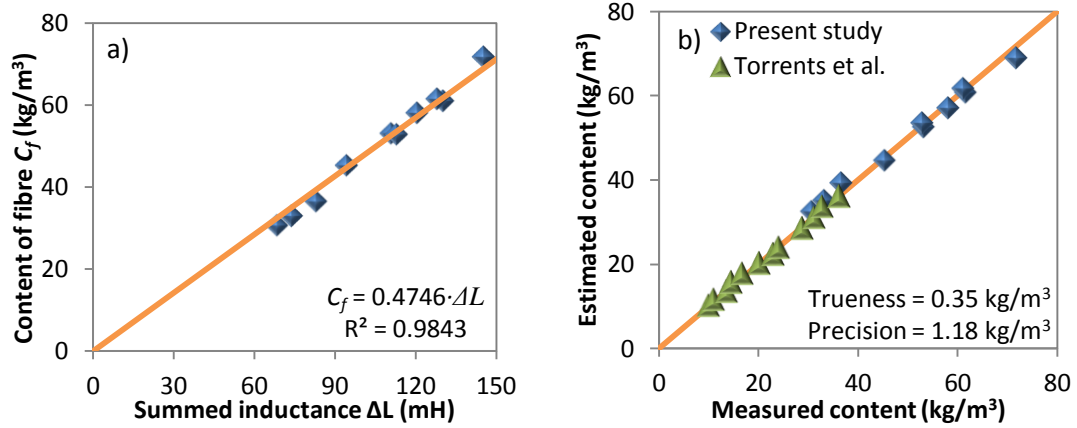 a)
Content of fibre C_f (kg/m³)
80
60
40
20
0
0 30 60 90 120 150
Summed inductance ΔL (mH)
C_f = 0.4746·ΔL
R² = 0.9843
b)
Present study
Torrents et al.
Estimated content (kg/m³)
80
60
40
20
0
0 20 40 60 80
Measured content (kg/m³)
Trueness = 0.35 kg/m³
Precision = 1.18 kg/m³